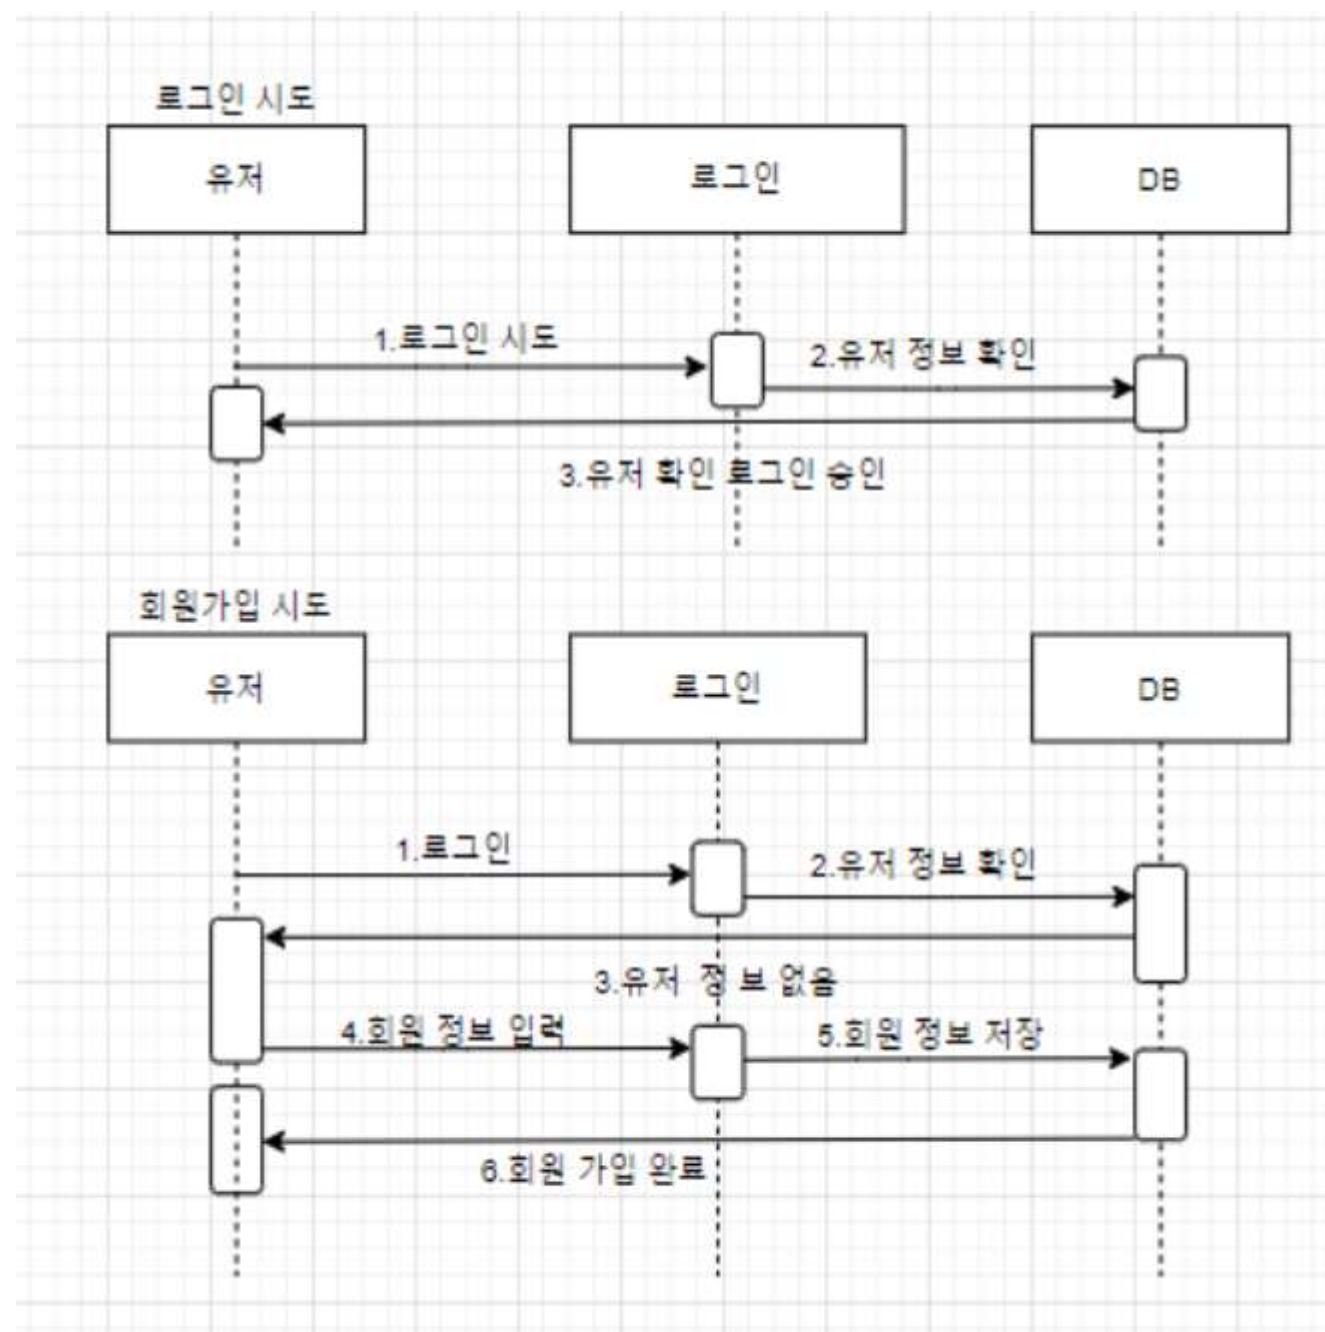 로그인 시도
유저
로그인
DB
1.로그인 시도
2.유저 정보 확인
3.유저 확인 로그인 승인
회원가입 시도
유저
로그인
DB
1.로그인
2.유저 정보 확인
3.유저 정보 없음
4.회원 정보 입력
5.회원 정보 저장
6.회원 가입 완료